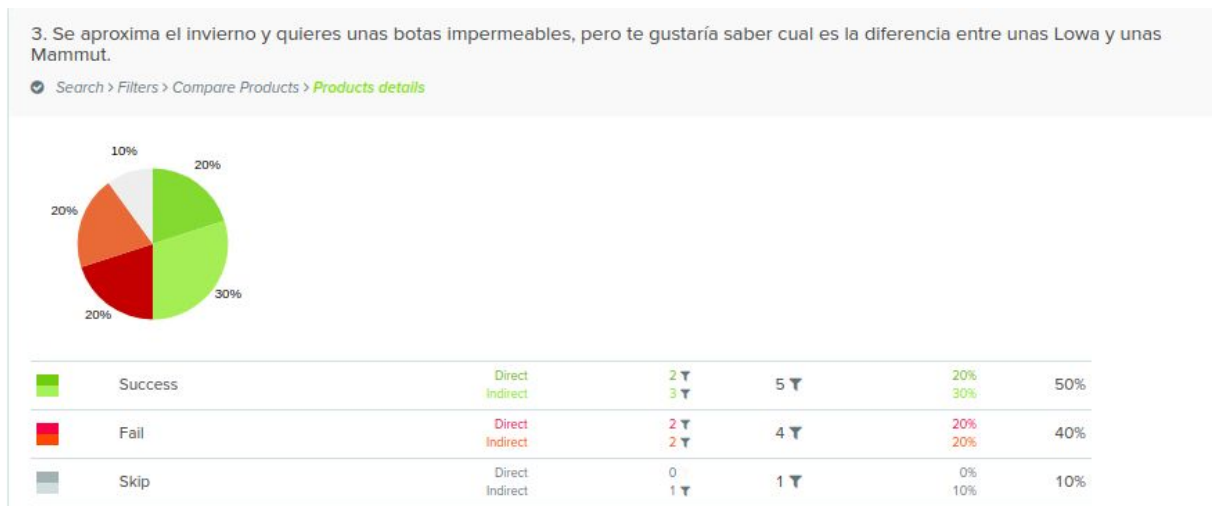 3. Se aproxima el invierno y quieres unas botas impermeables, pero te gustaría saber cual es la diferencia entre unas Lowa y unas
Mammut.
Search > Filters > Compare Products > Products details
10%
20%
20%
30%
20%
Direct 2 20%
Success 5 50%
Indirect 3 30%
Direct 2 20%
Fail 4 40%
Indirect 2 20%
Direct 0 0%
Skip 1 10%
Indirect 1 10%